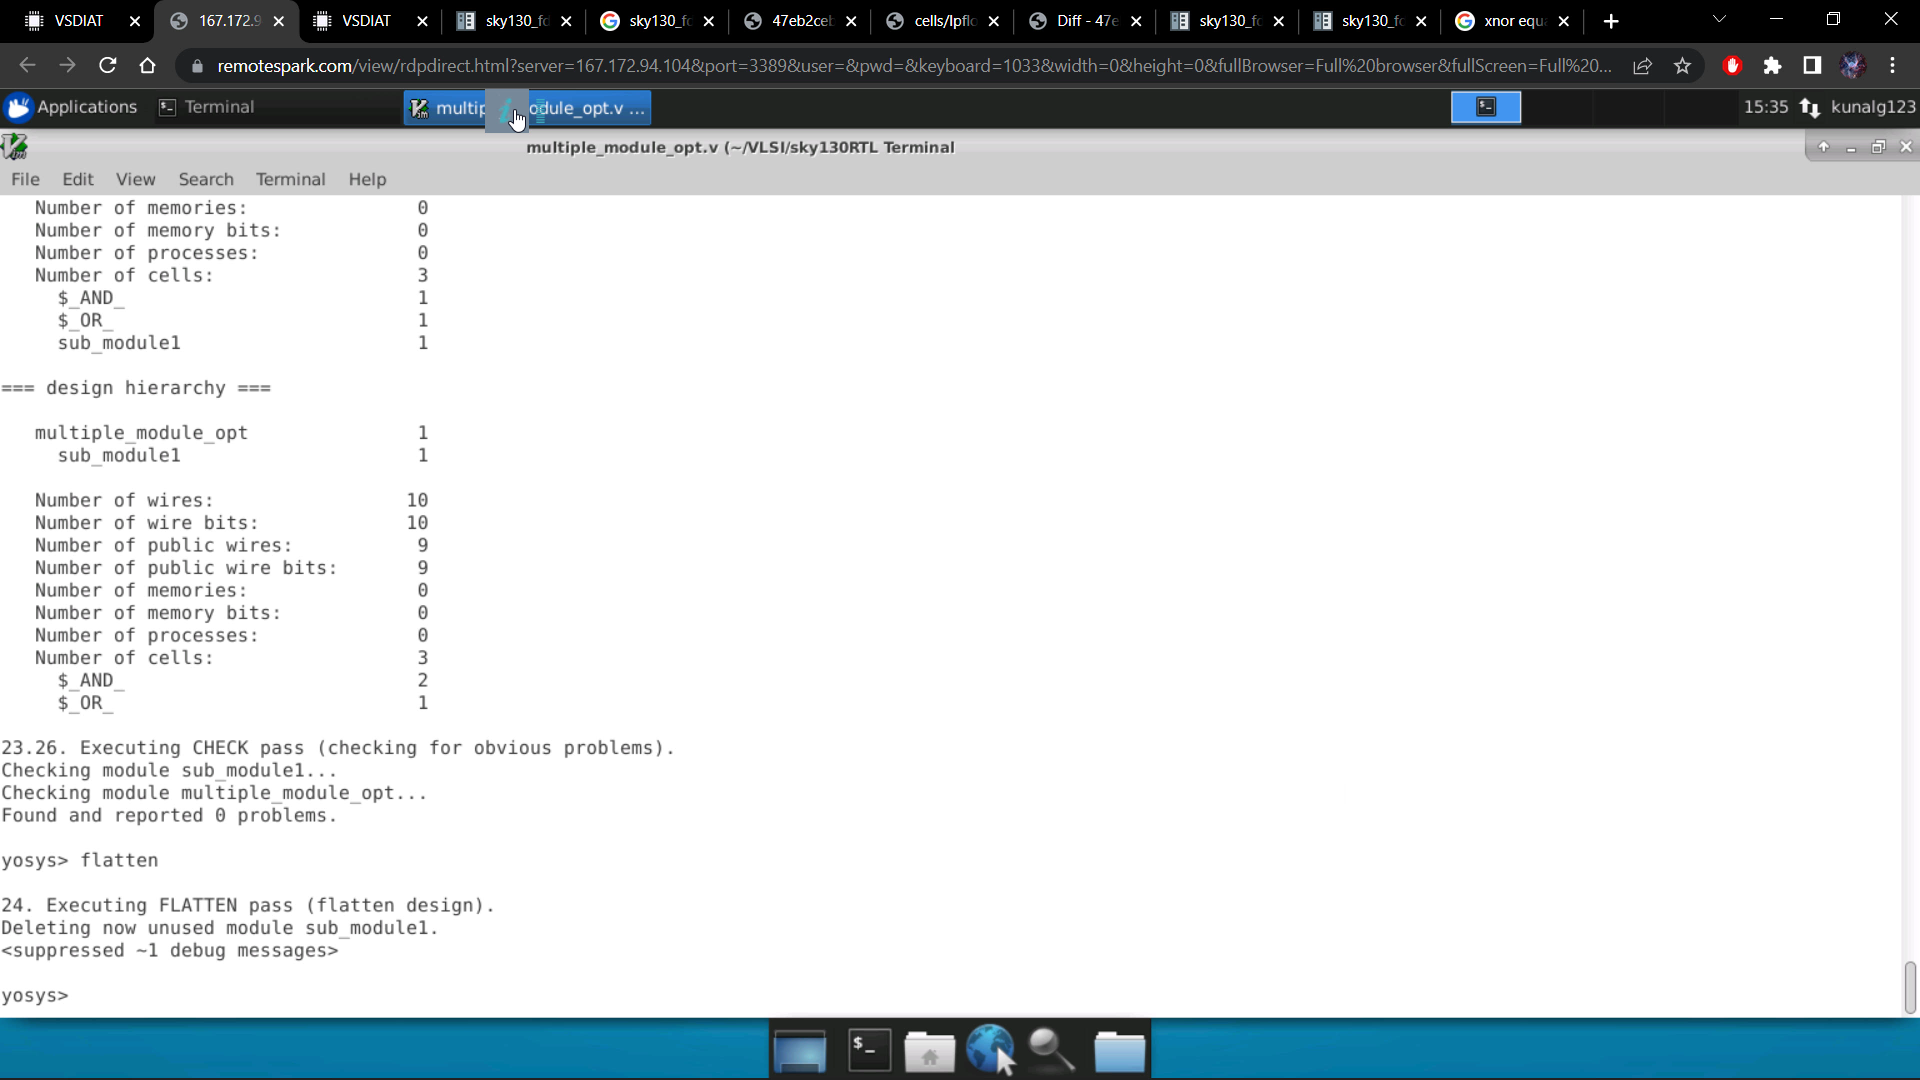 VSDIAT
167.172.9
VSDIAT
sky130_fd
sky130_fd
47eb2ceb
cells/lpflo
Diff - 47e
sky130_fd
sky130_fd
xnor equa
remotespark.com/view/rdpdirect.html?server=167.172.94.104&port=3389&user=&pwd=&keyboard=1033&width=0&height=0&fullBrowser=Full%20browser&fullScreen=Full%20...
Applications
Terminal
odule_opt.v ...
15:35
kunalg123
multiple_module_opt.v (~/VLSI/sky130RTL Terminal
File Edit View Search Terminal Help
Number of memories: 0
Number of memory bits: 0
Number of processes: 0
Number of cells: 3
$_AND_ 1
$_OR_ 1
sub_module1 1
=== design hierarchy ===
multiple_module_opt 1
sub_module1 1
Number of wires: 10
Number of wire bits: 10
Number of public wires: 9
Number of public wire bits: 9
Number of memories: 0
Number of memory bits: 0
Number of processes: 0
Number of cells: 3
$_AND_ 2
$_OR_ 1
23.26. Executing CHECK pass (checking for obvious problems).
Checking module sub_module1...
Checking module multiple_module_opt...
Found and reported 0 problems.
yosys> flatten
24. Executing FLATTEN pass (flatten design).
Deleting now unused module sub_module1.
<suppressed ~1 debug messages>
yosys>